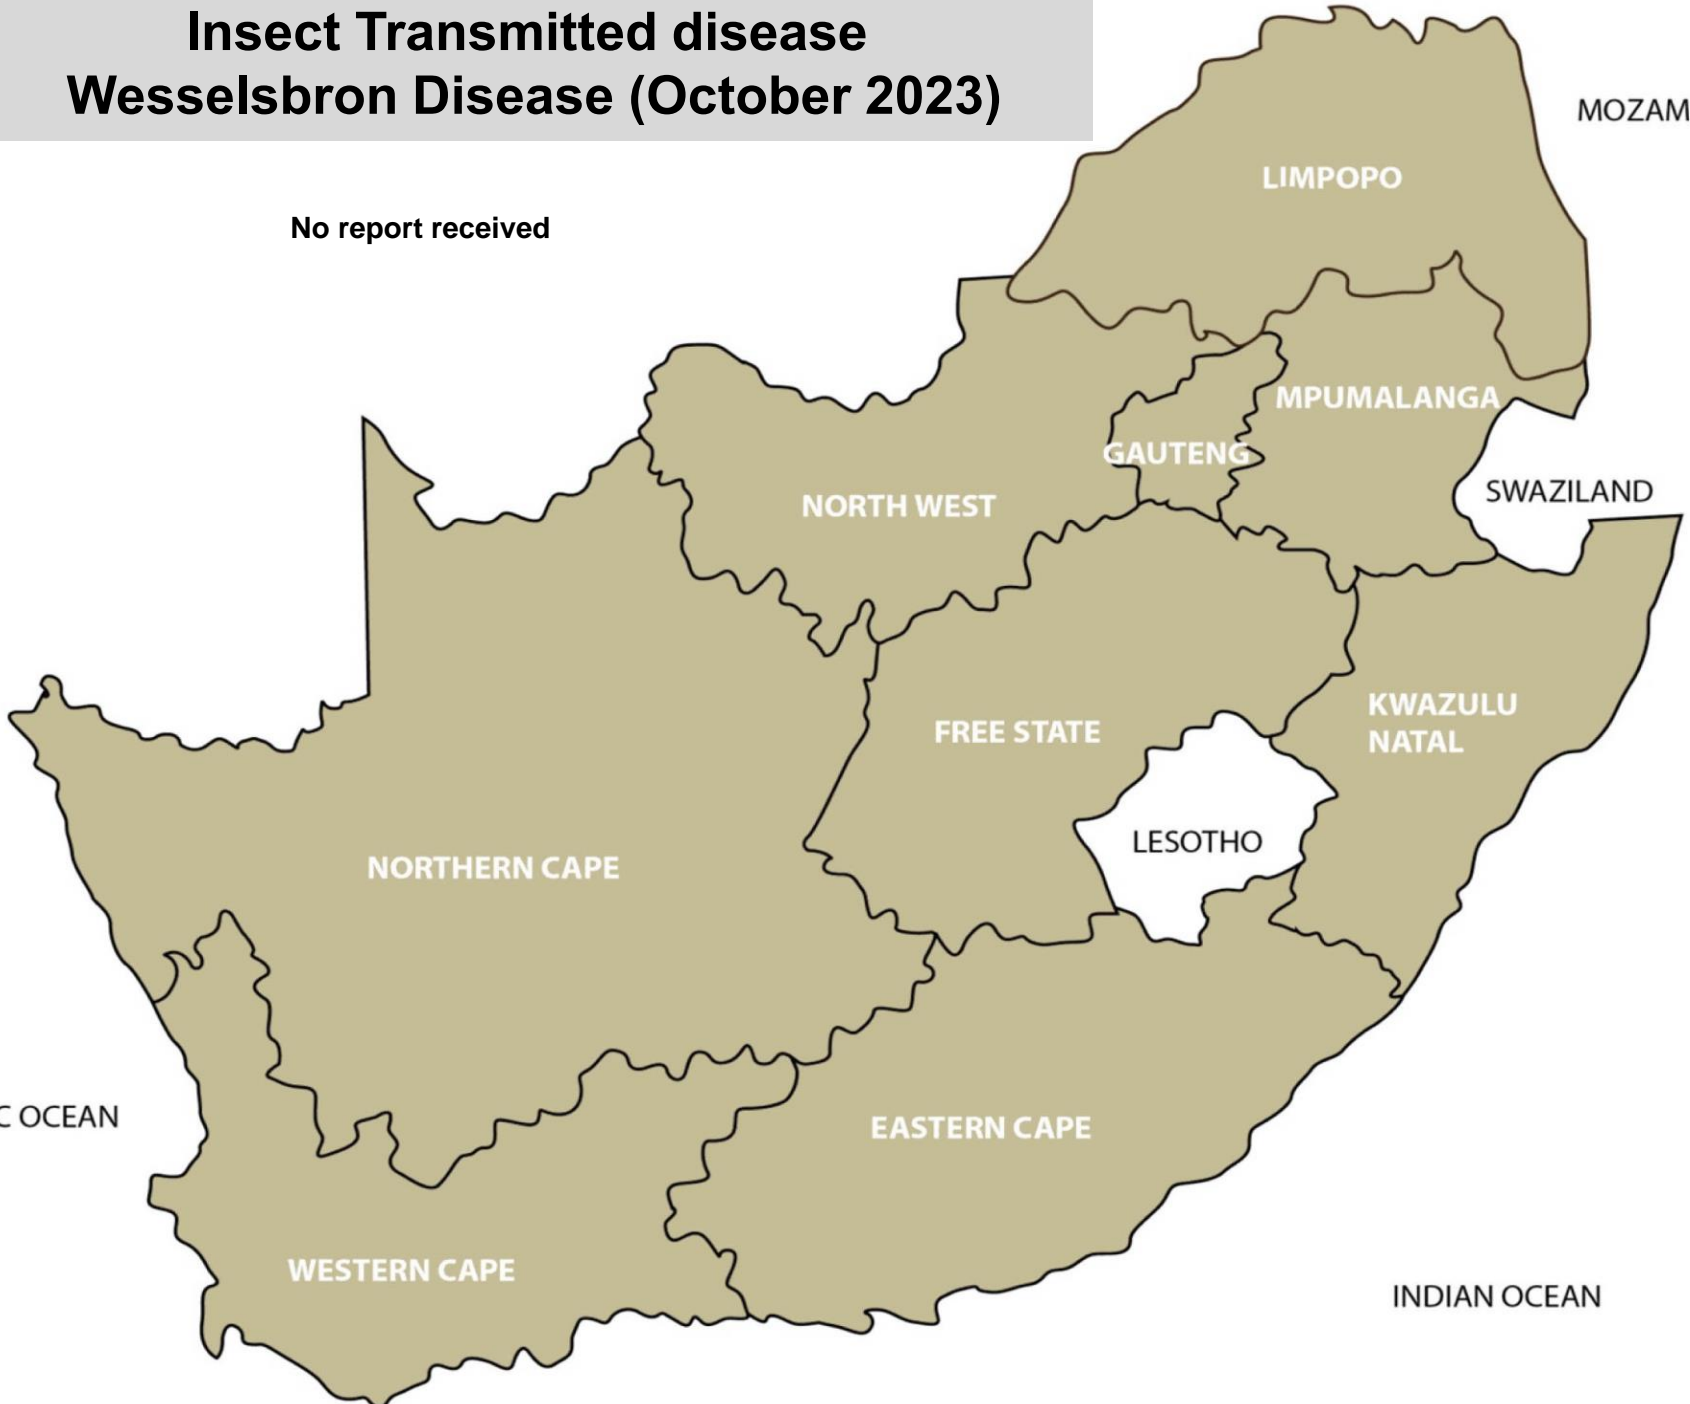 Insect Transmitted disease
Wesselsbron Disease (October 2023)
MOZAM
LIMPOPO
No report received
MPUMALANGA
GAUTENG
SWAZILAND
NORTH WEST
KWAZULU
NATAL
FREE STATE
LESOTHO
NORTHERN CAPE
C OCEAN
EASTERN CAPE
WESTERN CAPE
INDIAN OCEAN